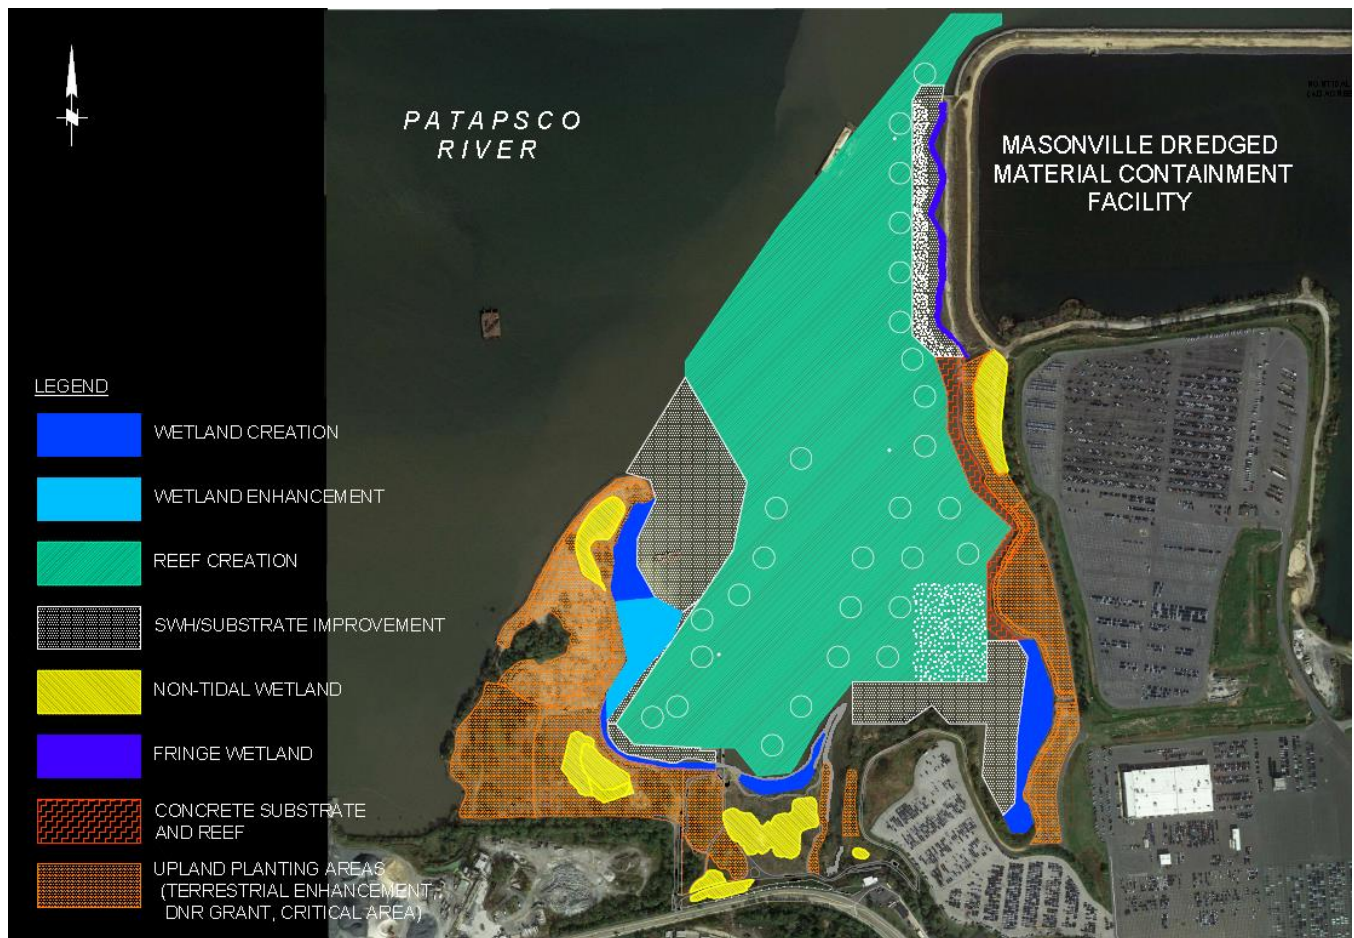 N
PATAPSCO
RIVER
MASONVILLE DREDGED
MATERIAL CONTAINMENT
FACILITY
LEGEND
WETLAND CREATION
WETLAND ENHANCEMENT
REEF CREATION
SWH/SUBSTRATE IMPROVEMENT
NON-TIDAL WETLAND
FRINGE WETLAND
CONCRETE SUBSTRATE
AND REEF
UPLAND PLANTING AREAS
(TERRESTRIAL ENHANCEMENT,
DNR GRANT, CRITICAL AREA)